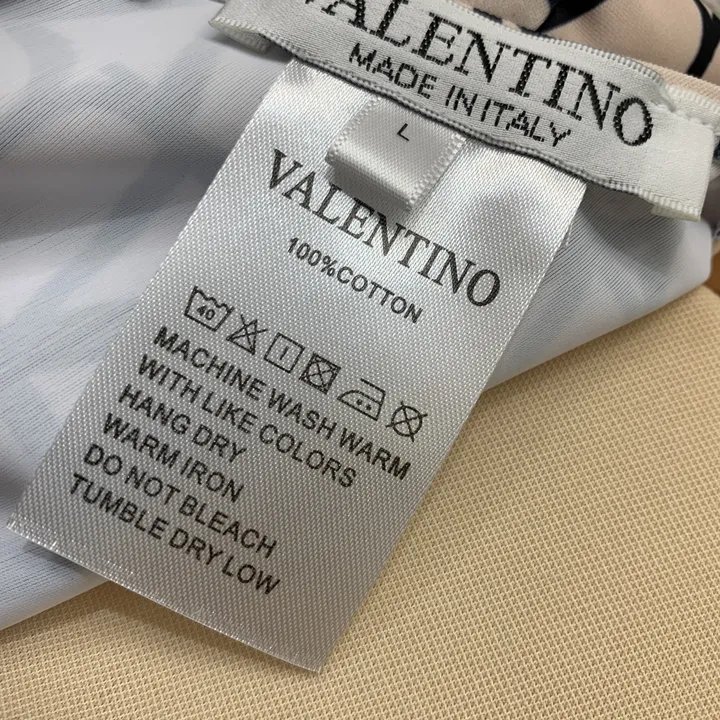 VALENTINO
MADE IN ITALY
L
VALENTINO
100%COTTON
40
MACHINE WASH WARM
WITH LIKE COLORS
HANG DRY
WARM IRON
DO NOT BLEACH
TUMBLE DRY LOW